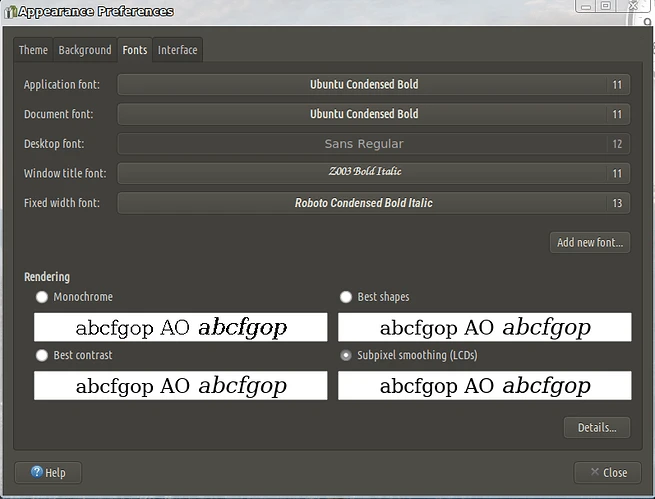 Appearance Preferences
Theme Background Fonts Interface
Application font: Ubuntu Condensed Bold 11
Document font: Ubuntu Condensed Bold 11
Desktop font: Sans Regular 12
Window title font: Z003 Bold Italic 11
Fixed width font: Roboto Condensed Bold Italic 13
Add new font...
Rendering
Monochrome Best shapes
abcfgop AO abcfgop abcfgop AO abcfgop
Best contrast Subpixel smoothing (LCDs)
abcfgop AO abcfgop abcfgop AO abcfgop
Details...
Help Close